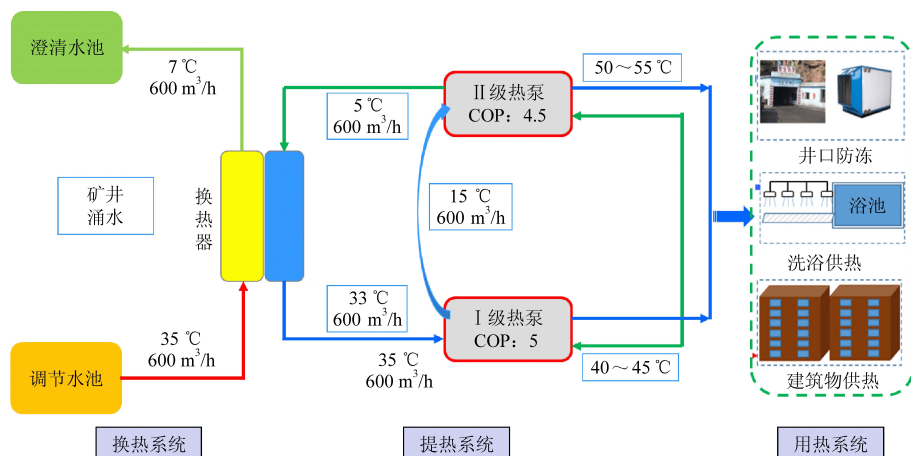 澄清水池
7 ℃
600 m³/h
矿井
涌水
换
热
器
35 ℃
600 m³/h
调节水池
换热系统
5 ℃
600 m³/h
33 ℃
600 m³/h
35 ℃
600 m³/h
Ⅱ级热泵
COP：4.5
15 ℃
600 m³/h
Ⅰ级热泵
COP：5
提热系统
50～55℃
40～45℃
井口防冻
浴池
洗浴供热
建筑物供热
用热系统